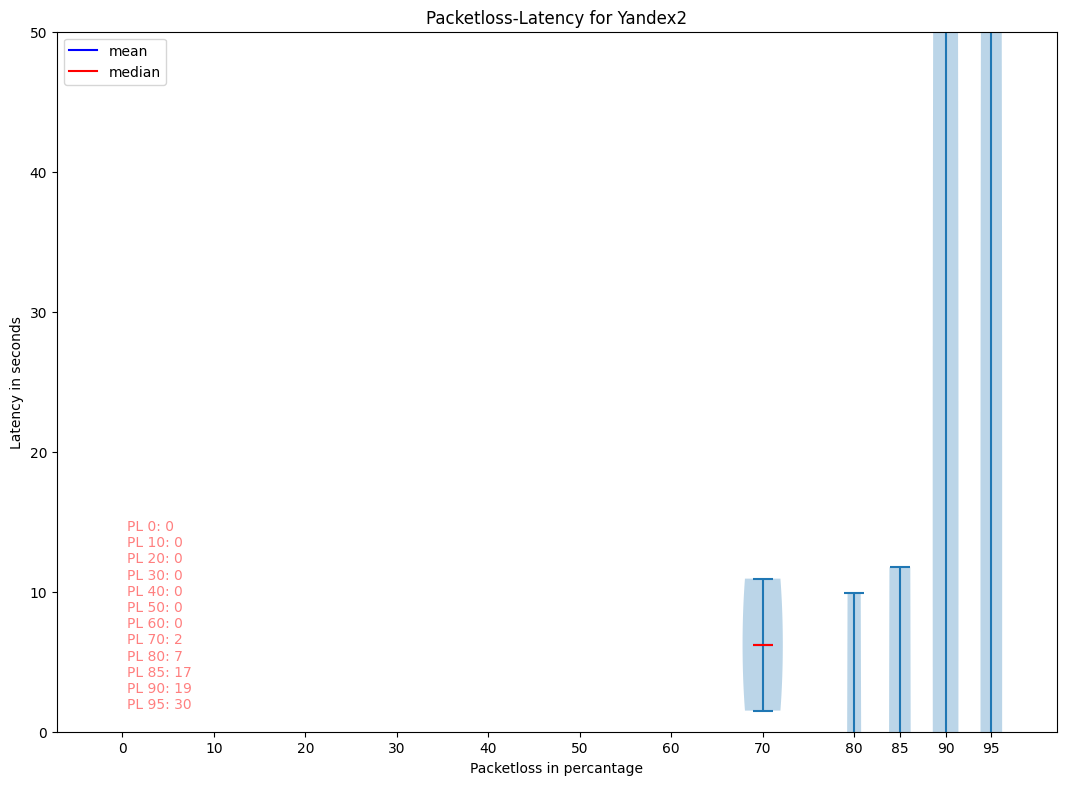 Packetloss-Latency for Yandex2
mean
median
50
40
30
20
10
0
Latency in seconds
PL 0: 0
PL 10: 0
PL 20: 0
PL 30: 0
PL 40: 0
PL 50: 0
PL 60: 0
PL 70: 2
PL 80: 7
PL 85: 17
PL 90: 19
PL 95: 30
0 10 20 30 40 50 60 70 80 85 90 95
Packetloss in percantage